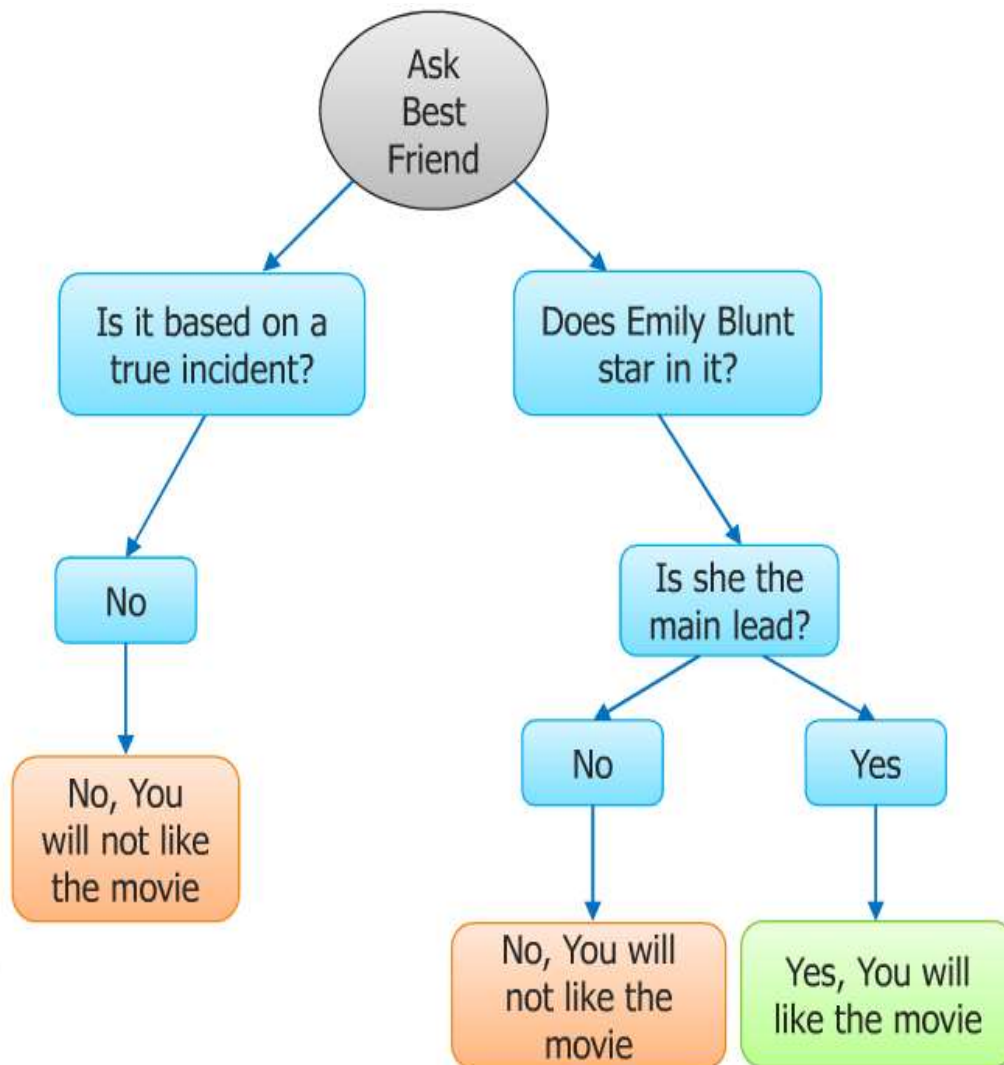 Ask
Best
Friend
Is it based on a
true incident?
Does Emily Blunt
star in it?
No
Is she the
main lead?
No, You
will not like
the movie
No
Yes
No, You will
not like the
movie
Yes, You will
like the movie